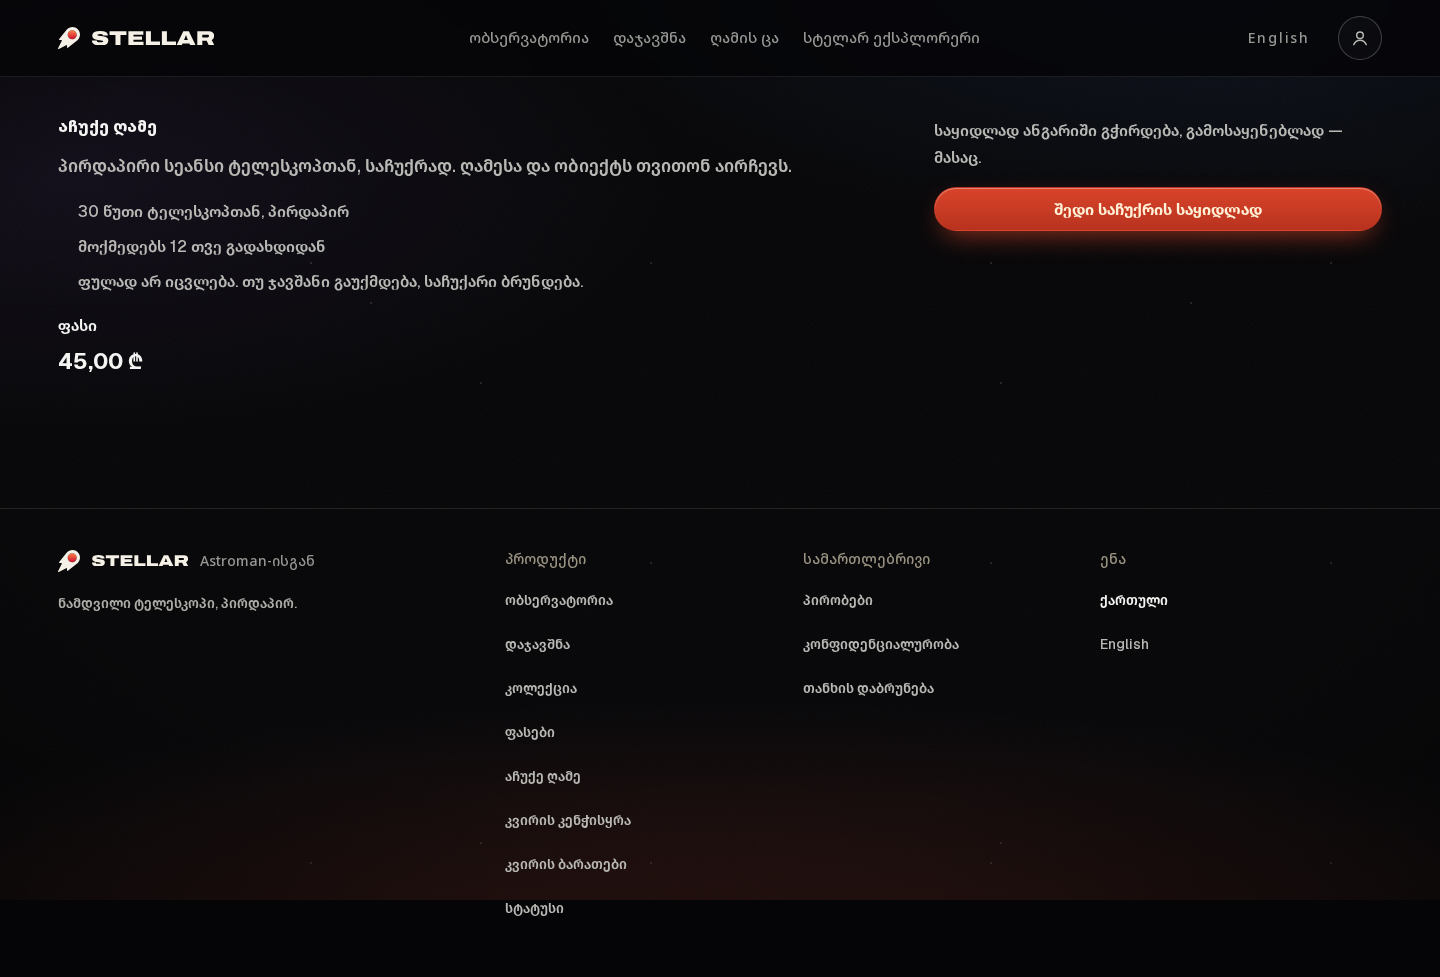 STELLAR
ობსერვატორია
დაჯავშნა
ღამის ცა
სტელარ ექსპლორერი
English
აჩუქე ღამე
პირდაპირი სეანსი ტელესკოპთან, საჩუქრად. ღამესა და ობიექტს თვითონ აირჩევს.
30 წუთი ტელესკოპთან, პირდაპირ
მოქმედებს 12 თვე გადახდიდან
ფულად არ იცვლება. თუ ჯავშანი გაუქმდება, საჩუქარი ბრუნდება.
ფასი
45,00 ₾
საყიდლად ანგარიში გჭირდება, გამოსაყენებლად —
მასაც.
შედი საჩუქრის საყიდლად
STELLAR Astroman-ისგან
ნამდვილი ტელესკოპი, პირდაპირ.
პროდუქტი
ობსერვატორია
დაჯავშნა
კოლექცია
ფასები
აჩუქე ღამე
კვირის კენჭისყრა
კვირის ბარათები
სტატუსი
სამართლებრივი
პირობები
კონფიდენციალურობა
თანხის დაბრუნება
ენა
ქართული
English